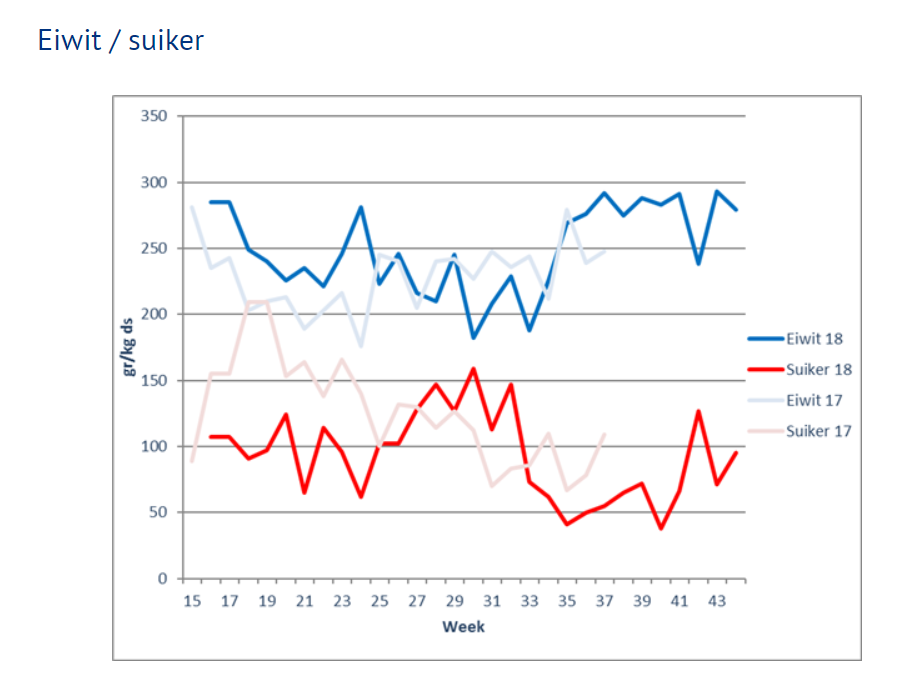 Eiwit / suiker
350
300
250
200
150
100
50
0
gr/kg ds
15 17 19 21 23 25 27 29 31 33 35 37 39 41 43
Week
Eiwit 18
Suiker 18
Eiwit 17
Suiker 17